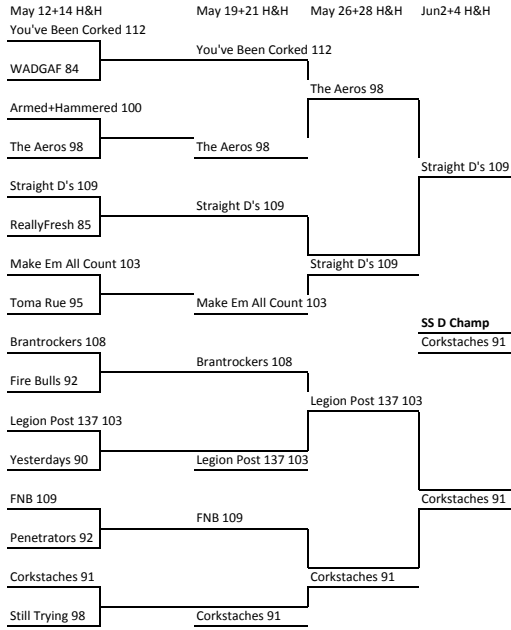 May 12+14 H&H May 19+21 H&H May 26+28 H&H Jun2+4 H&H
You've Been Corked 112
You've Been Corked 112
WADGAF 84
The Aeros 98
Armed+Hammered 100
The Aeros 98 The Aeros 98
Straight D's 109
Straight D's 109
Straight D's 109
ReallyFresh 85
Make Em All Count 103 Straight D's 109
Toma Rue 95 Make Em All Count 103
SS D Champ
Brantrockers 108 Corkstaches 91
Brantrockers 108
Fire Bulls 92
Legion Post 137 103
Legion Post 137 103
Yesterdays 90 Legion Post 137 103
FNB 109 Corkstaches 91
FNB 109
Penetrators 92
Corkstaches 91 Corkstaches 91
Still Trying 98 Corkstaches 91